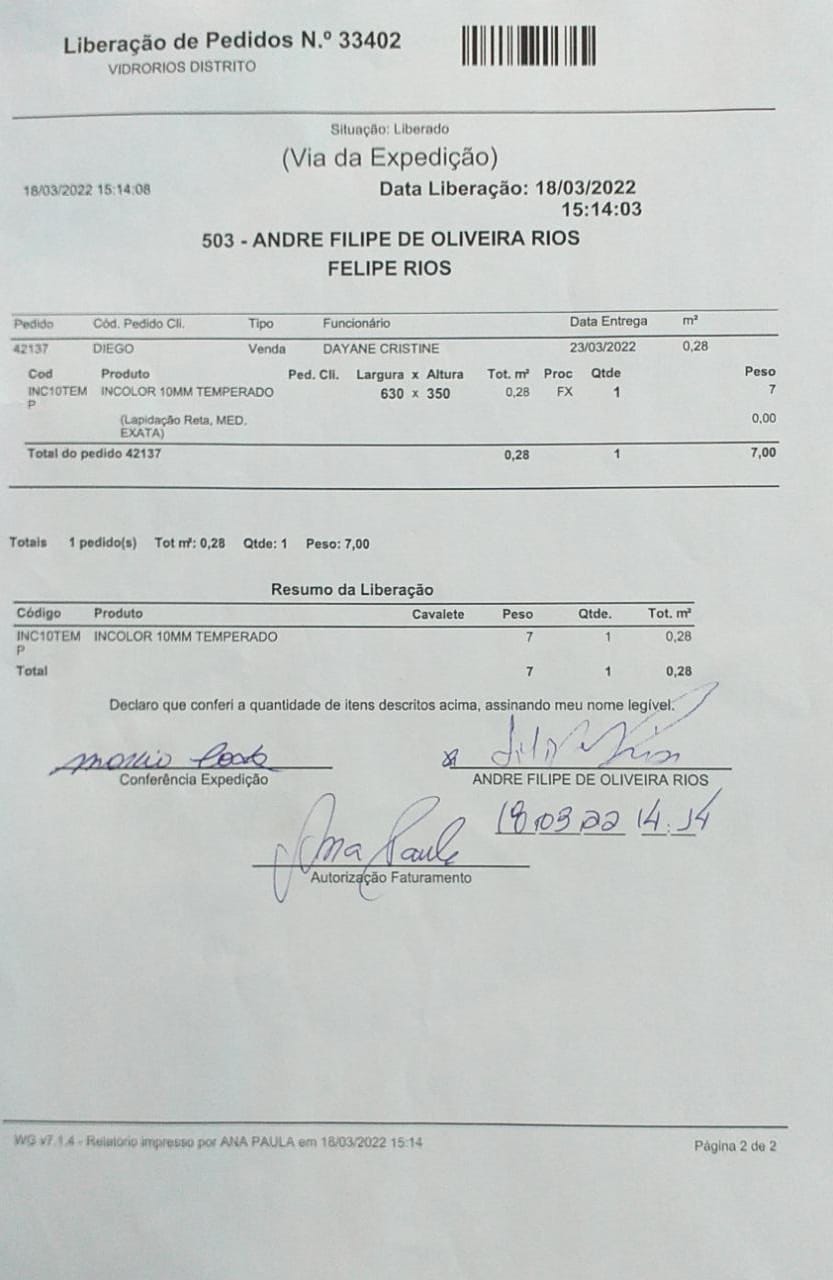 Liberação de Pedidos N.º 33402
VIDRORIOS DISTRITO
Situação: Liberado
(Via da Expedição)
18/03/2022 15:14:08 Data Liberação: 18/03/2022
15:14:03
503 - ANDRE FILIPE DE OLIVEIRA RIOS
FELIPE RIOS
Pedido Cód. Pedido Cli. Tipo Funcionário Data Entrega m²
42137 DIEGO Venda DAYANE CRISTINE 23/03/2022 0,28
Cod Produto Ped. Cli. Largura x Altura Tot. m² Proc Qtde Peso
INC10TEM INCOLOR 10MM TEMPERADO 630 x 350 0,28 FX 1 7
P
(Lapidação Reta, MED. 0,00
EXATA)
Total do pedido 42137 0,28 1 7,00
Totais 1 pedido(s) Tot m²: 0,28 Qtde: 1 Peso: 7,00
Resumo da Liberação
Código Produto Cavalete Peso Qtde. Tot. m²
INC10TEM INCOLOR 10MM TEMPERADO 7 1 0,28
P
Total 7 1 0,28
Declaro que conferi a quantidade de itens descritos acima, assinando meu nome legível.
Conferência Expedição ANDRE FILIPE DE OLIVEIRA RIOS
18.03.22 14:14
Ana Paula
Autorização Faturamento
WG v7.1.4 - Relatório impresso por ANA PAULA em 18/03/2022 15:14
Página 2 de 2